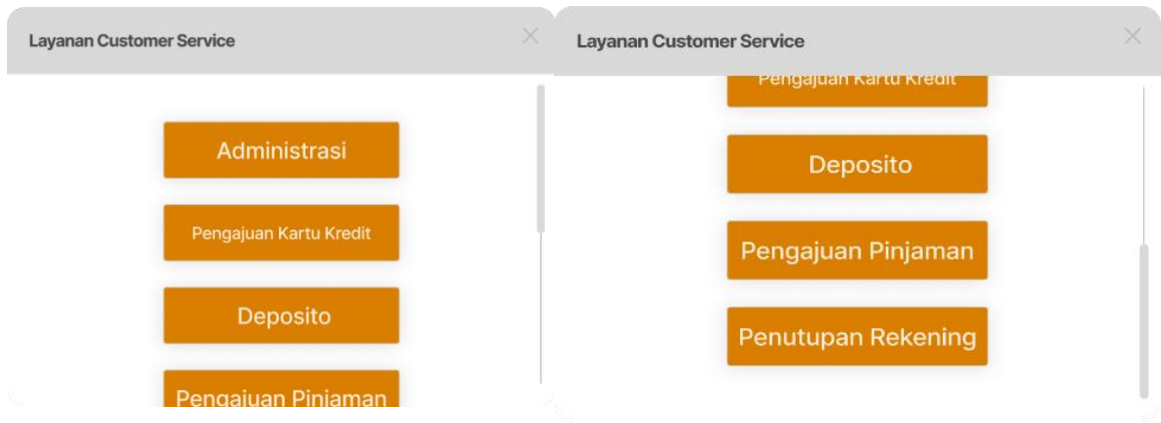 Layanan Customer Service
Administrasi
Pengajuan Kartu Kredit
Deposito
Pengajuan Pinjaman
Layanan Customer Service
Pengajuan Kartu Kredit
Deposito
Pengajuan Pinjaman
Penutupan Rekening